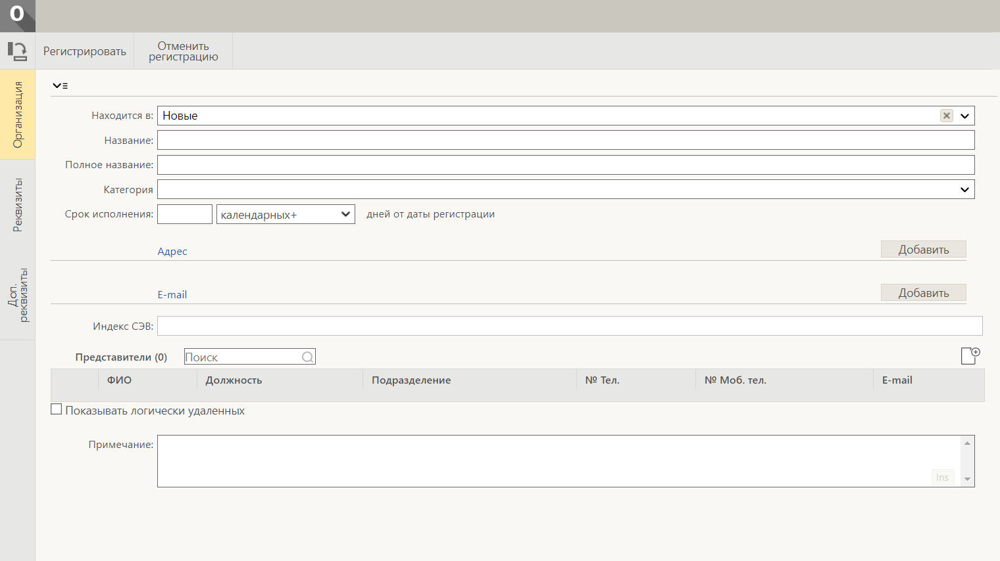 0
Регистрировать
Отменить
регистрацию
Организация
Реквизиты
Доп.
реквизиты
Находится в: Новые
Название:
Полное название:
Категория
Срок исполнения: календарных+ дней от даты регистрации
Адрес Добавить
E-mail Добавить
Индекс СЭВ:
Представители (0) Поиск
ФИО Должность Подразделение № Тел. № Моб. тел. E-mail
Показывать логически удаленных
Примечание:
Ins